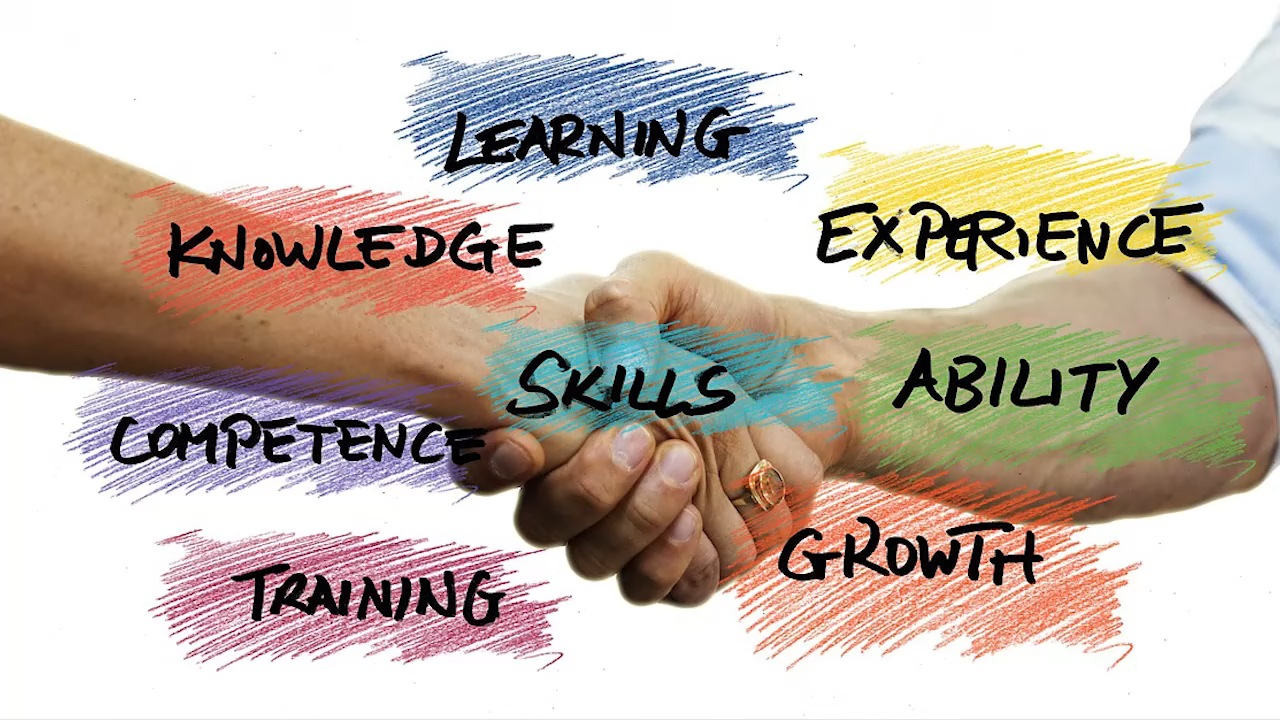 LEARNING
KNOWLEDGE
EXPERIENCE
SKILLS
ABILITY
COMPETENCE
GROWTH
TRAINING